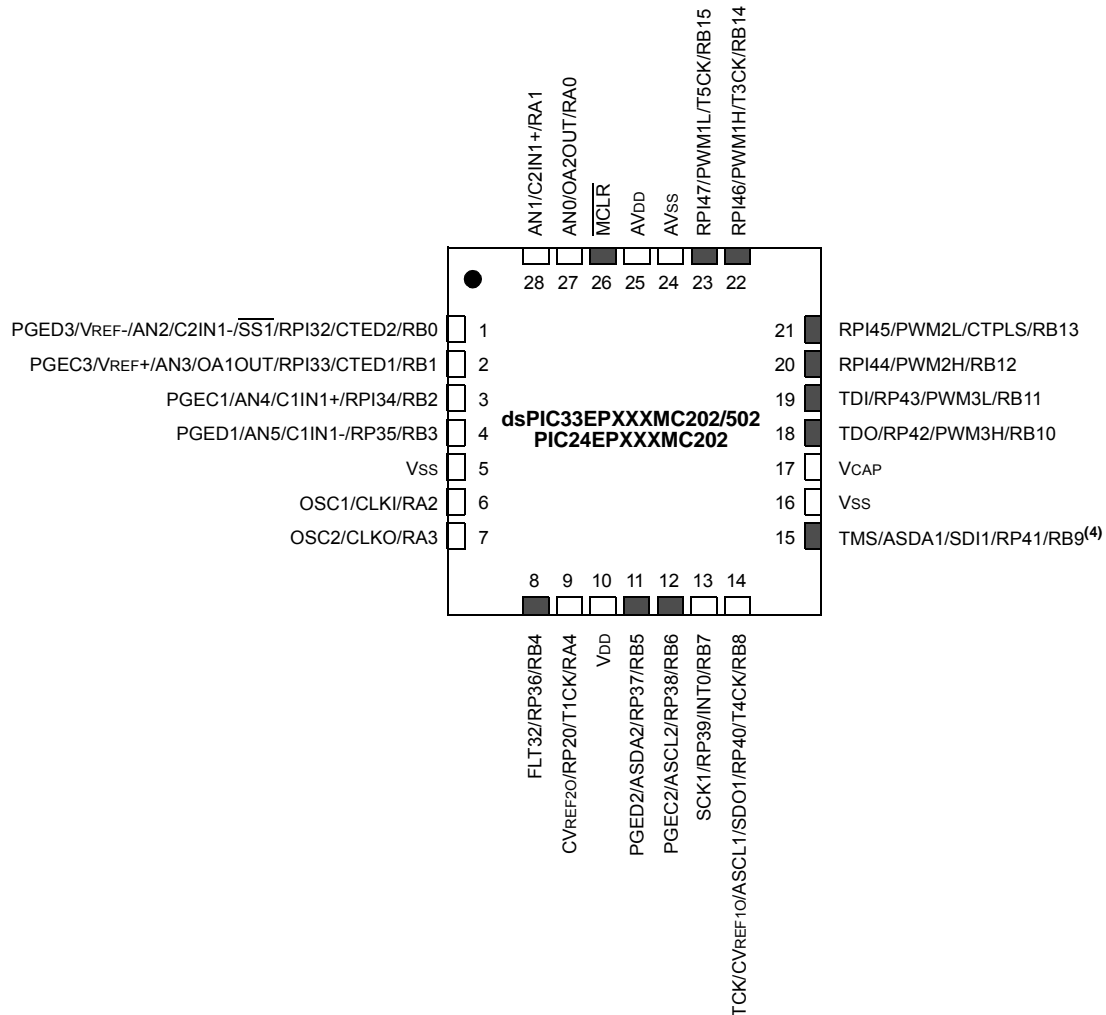 AN1/C2IN1+/RA1
AN0/OA2OUT/RA0
MCLR
AVDD
AVSS
RPI47/PWM1L/T5CK/RB15
RPI46/PWM1H/T3CK/RB14
28 27 26 25 24 23 22
PGED3/VREF-/AN2/C2IN1-/SS1/RPI32/CTED2/RB0 1
PGEC3/VREF+/AN3/OA1OUT/RPI33/CTED1/RB1 2
PGEC1/AN4/C1IN1+/RPI34/RB2 3
PGED1/AN5/C1IN1-/RP35/RB3 4
VSS 5
OSC1/CLKI/RA2 6
OSC2/CLKO/RA3 7
dsPIC33EPXXXMC202/502
PIC24EPXXXMC202
21 RPI45/PWM2L/CTPLS/RB13
20 RPI44/PWM2H/RB12
19 TDI/RP43/PWM3L/RB11
18 TDO/RP42/PWM3H/RB10
17 VCAP
16 VSS
15 TMS/ASDA1/SDI1/RP41/RB9(4)
8 9 10 11 12 13 14
FLT32/RP36/RB4
CVREF2O/RP20/T1CK/RA4
VDD
PGED2/ASDA2/RP37/RB5
PGEC2/ASCL2/RP38/RB6
SCK1/RP39/INT0/RB7
TCK/CVREF1O/ASCL1/SDO1/RP40/T4CK/RB8